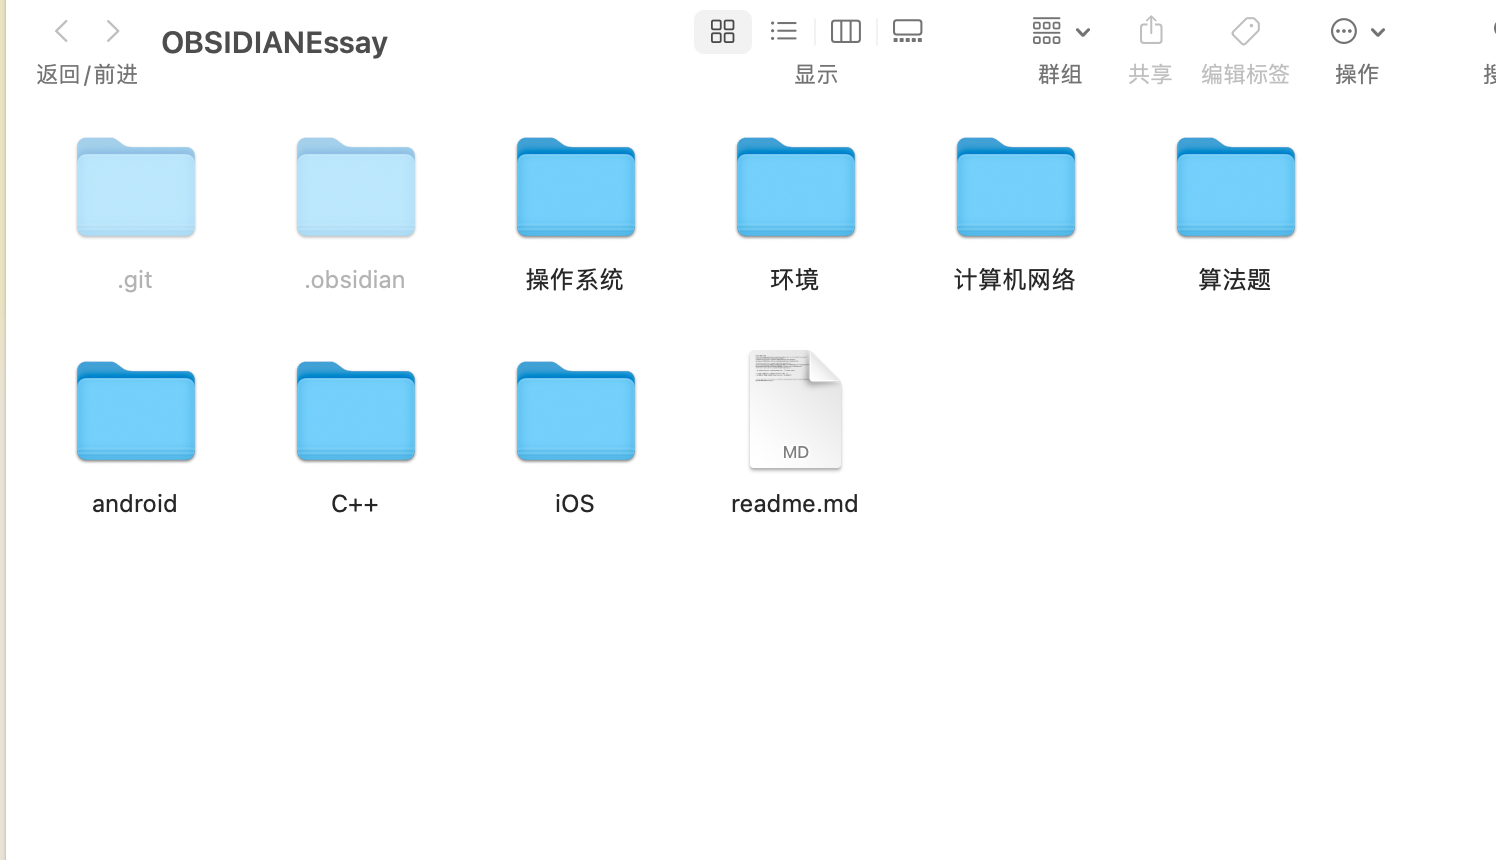 OBSIDIANEssay
返回/前进
显示
群组
共享
编辑标签
操作
.git
.obsidian
操作系统
环境
计算机网络
算法题
android
C++
iOS
MD
readme.md